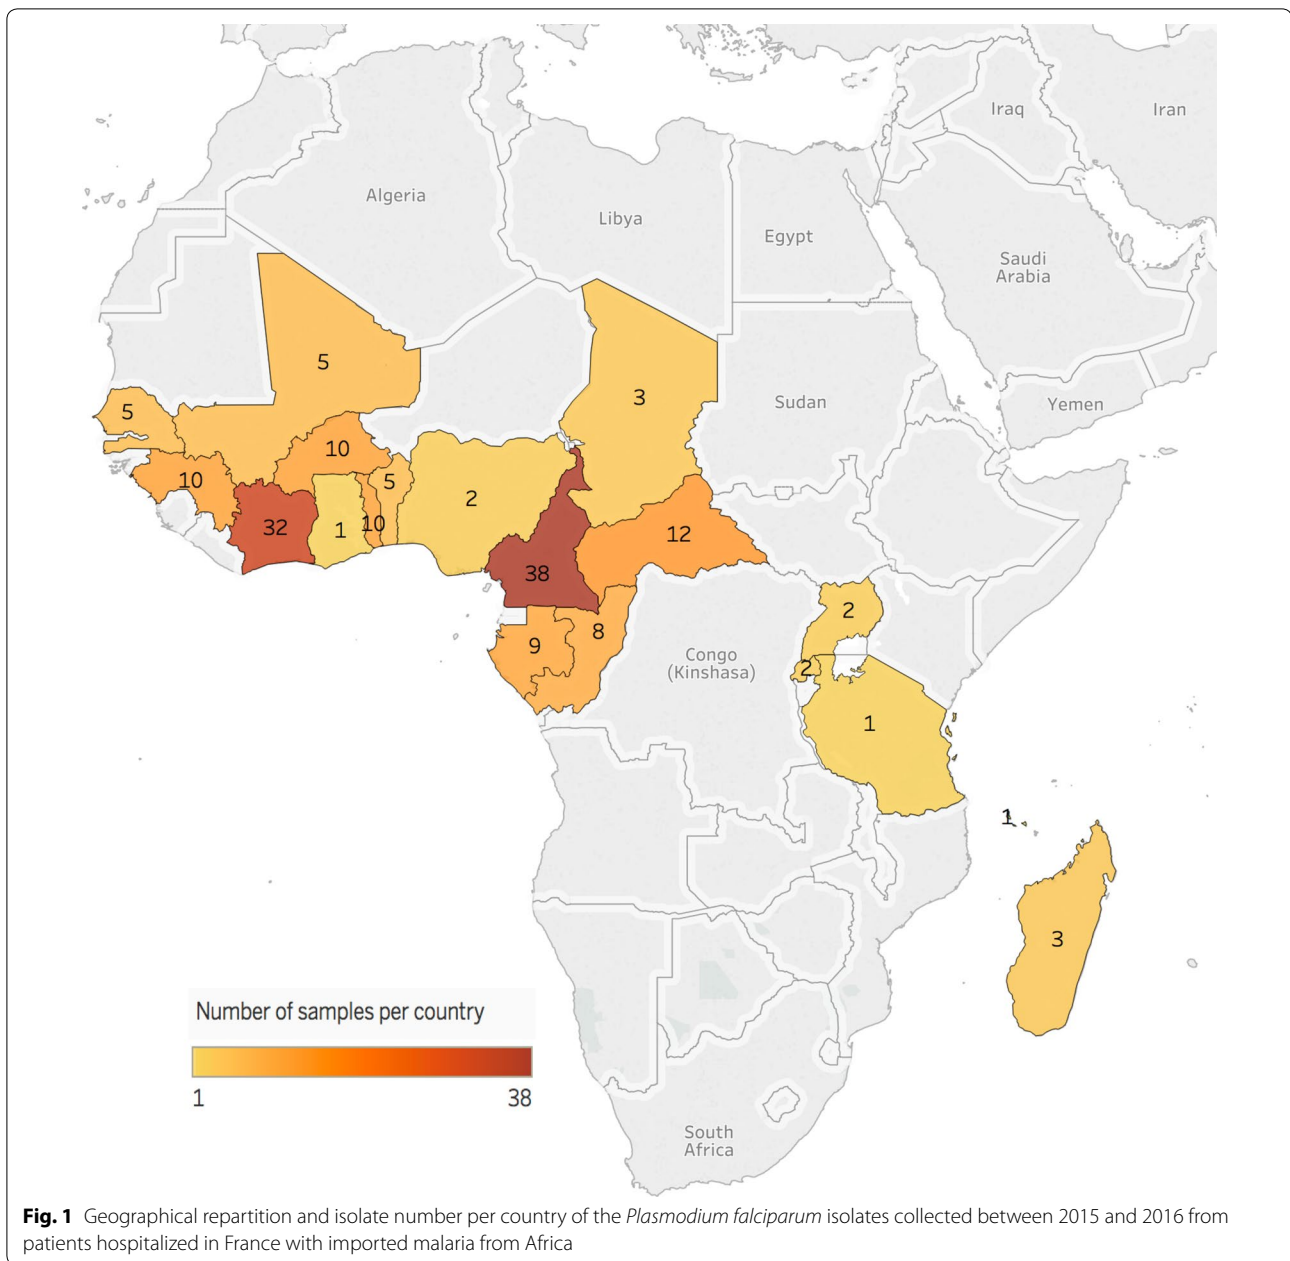 Iraq
Iran
Algeria
Libya
Egypt
Saudi
Arabia
5
3
5
Sudan
Yemen
10
10
5
2
32
1
10
12
38
2
8
9
Congo
(Kinshasa)
2
1
1
3
Number of samples per country
1
38
South
Africa
Fig. 1 Geographical repartition and isolate number per country of the Plasmodium falciparum isolates collected between 2015 and 2016 from
patients hospitalized in France with imported malaria from Africa